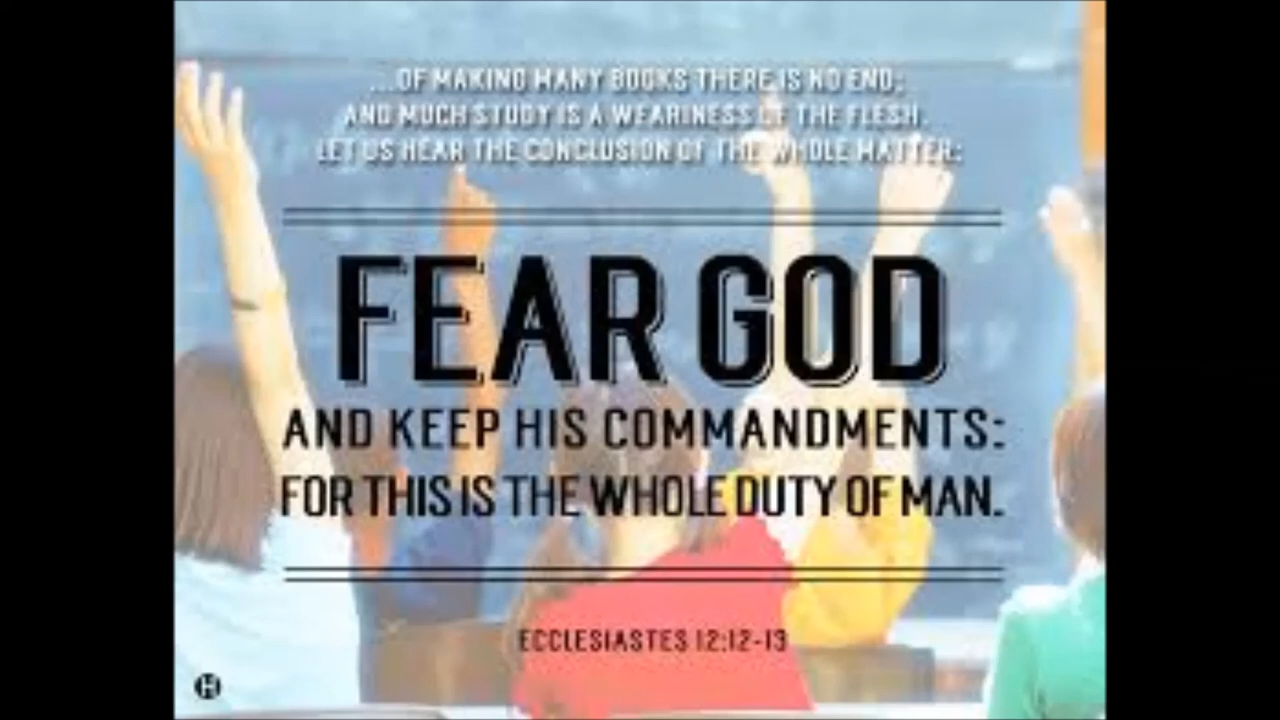 ...OF MAKING MANY BOOKS THERE IS NO END;
AND MUCH STUDY IS A WEARINESS OF THE FLESH.
LET US HEAR THE CONCLUSION OF THE WHOLE MATTER:
FEAR GOD
AND KEEP HIS COMMANDMENTS:
FOR THIS IS THE WHOLE DUTY OF MAN.
ECCLESIASTES 12:12-13
H